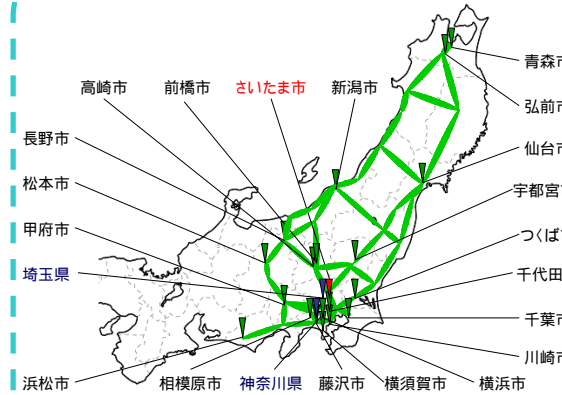 青森市
弘前市
高崎市 前橋市 さいたま市 新潟市
長野市
仙台市
松本市
宇都宮市
甲府市
つくば
埼玉県
千代田
千葉市
川崎市
浜松市 相模原市 神奈川県 藤沢市 横須賀市 横浜市